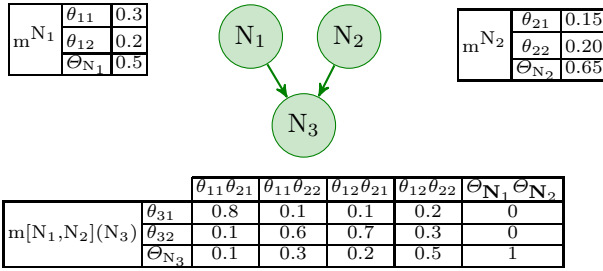 m^{N_1} θ_{11} 0.3
θ_{12} 0.2
Θ_{N_1} 0.5
N_1
N_2
m^{N_2} θ_{21} 0.15
θ_{22} 0.20
Θ_{N_2} 0.65
N_3
θ_{11}θ_{21} θ_{11}θ_{22} θ_{12}θ_{21} θ_{12}θ_{22} Θ_{N_1}Θ_{N_2}
m[N_1,N_2](N_3) θ_{31} 0.8 0.1 0.1 0.2 0
θ_{32} 0.1 0.6 0.7 0.3 0
Θ_{N_3} 0.1 0.3 0.2 0.5 1